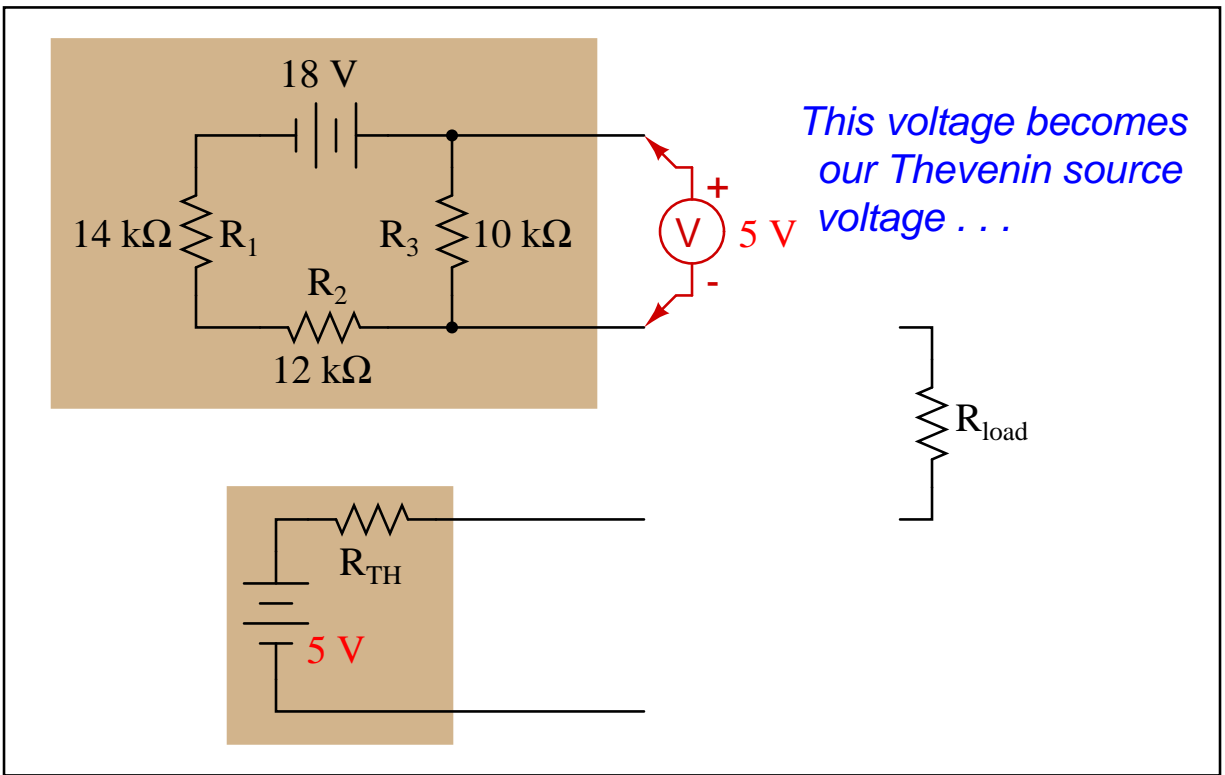 18 V
This voltage becomes
our Thevenin source
voltage . . .
14 kΩ R1
R3 10 kΩ
+
V 5 V
-
R2
12 kΩ
Rload
RTH
5 V